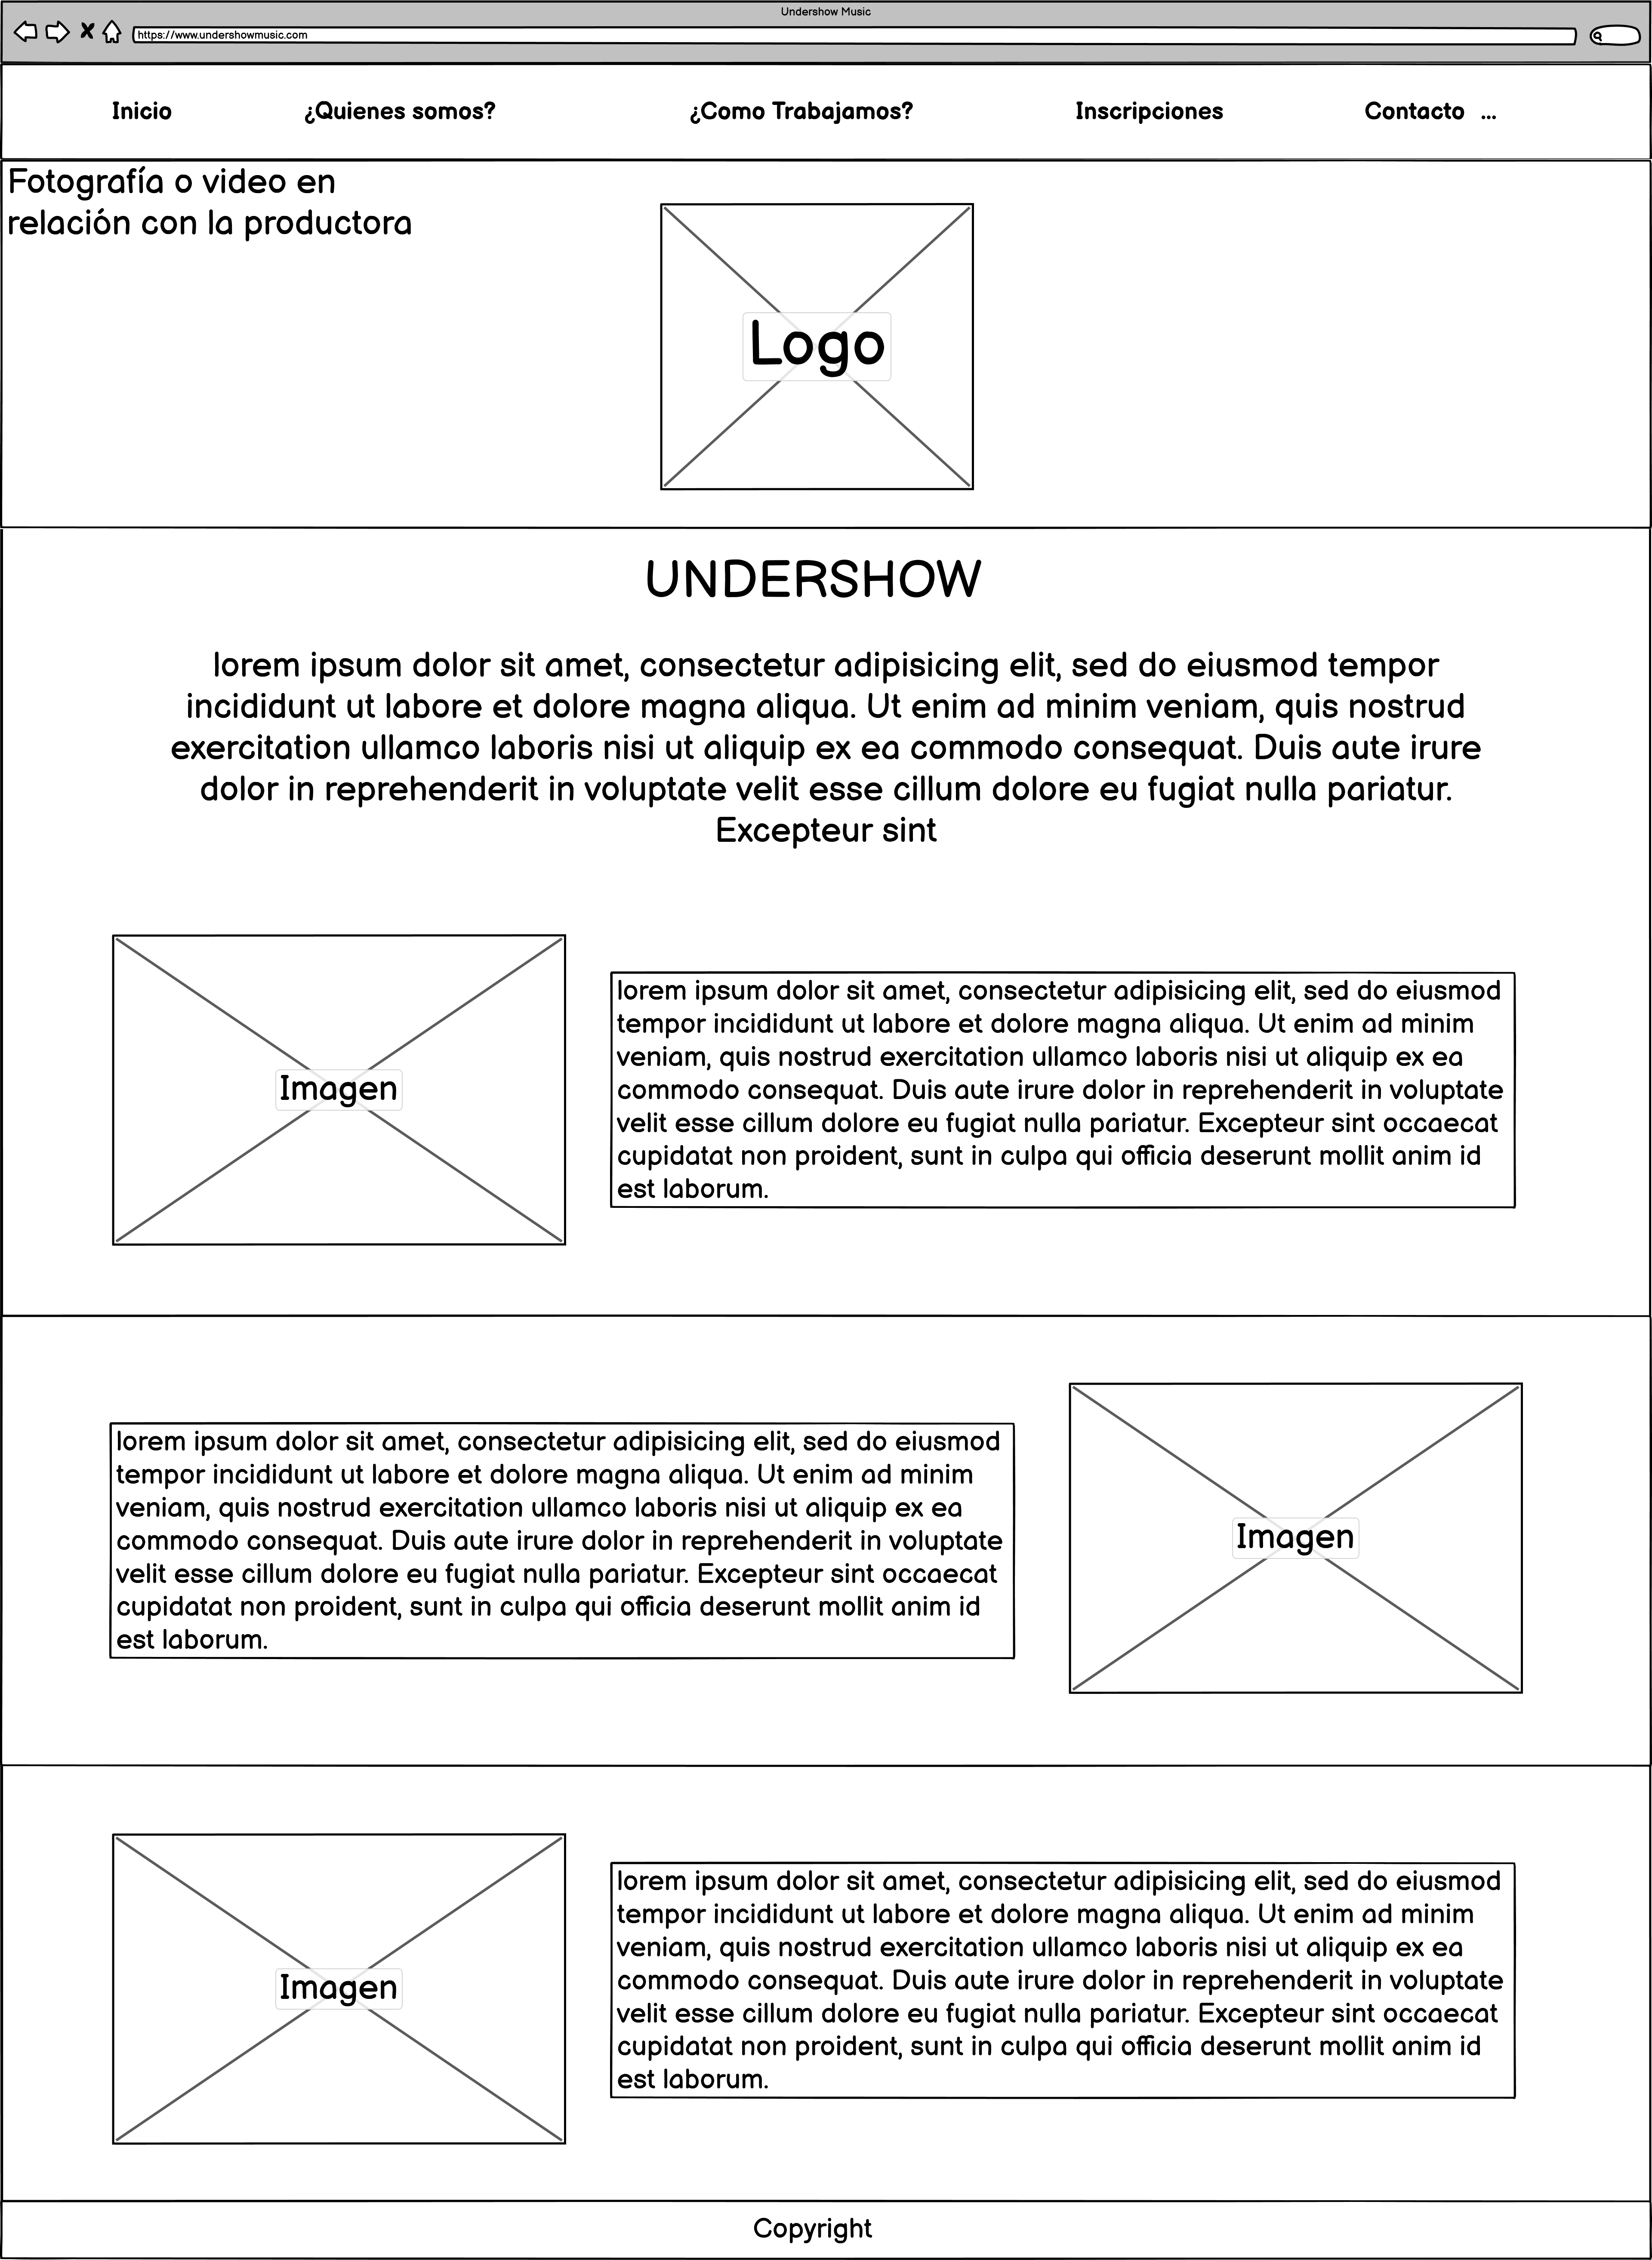 Undershow Music
https://www.undershowmusic.com
Inicio ¿Quienes somos? ¿Como Trabajamos? Inscripciones Contacto ...
Fotografía o video en
relación con la productora
Logo
UNDERSHOW
lorem ipsum dolor sit amet, consectetur adipisicing elit, sed do eiusmod tempor
incididunt ut labore et dolore magna aliqua. Ut enim ad minim veniam, quis nostrud
exercitation ullamco laboris nisi ut aliquip ex ea commodo consequat. Duis aute irure
dolor in reprehenderit in voluptate velit esse cillum dolore eu fugiat nulla pariatur.
Excepteur sint
Imagen
lorem ipsum dolor sit amet, consectetur adipisicing elit, sed do eiusmod
tempor incididunt ut labore et dolore magna aliqua. Ut enim ad minim
veniam, quis nostrud exercitation ullamco laboris nisi ut aliquip ex ea
commodo consequat. Duis aute irure dolor in reprehenderit in voluptate
velit esse cillum dolore eu fugiat nulla pariatur. Excepteur sint occaecat
cupidatat non proident, sunt in culpa qui officia deserunt mollit anim id
est laborum.
lorem ipsum dolor sit amet, consectetur adipisicing elit, sed do eiusmod
tempor incididunt ut labore et dolore magna aliqua. Ut enim ad minim
veniam, quis nostrud exercitation ullamco laboris nisi ut aliquip ex ea
commodo consequat. Duis aute irure dolor in reprehenderit in voluptate
velit esse cillum dolore eu fugiat nulla pariatur. Excepteur sint occaecat
cupidatat non proident, sunt in culpa qui officia deserunt mollit anim id
est laborum.
Imagen
Imagen
lorem ipsum dolor sit amet, consectetur adipisicing elit, sed do eiusmod
tempor incididunt ut labore et dolore magna aliqua. Ut enim ad minim
veniam, quis nostrud exercitation ullamco laboris nisi ut aliquip ex ea
commodo consequat. Duis aute irure dolor in reprehenderit in voluptate
velit esse cillum dolore eu fugiat nulla pariatur. Excepteur sint occaecat
cupidatat non proident, sunt in culpa qui officia deserunt mollit anim id
est laborum.
Copyright